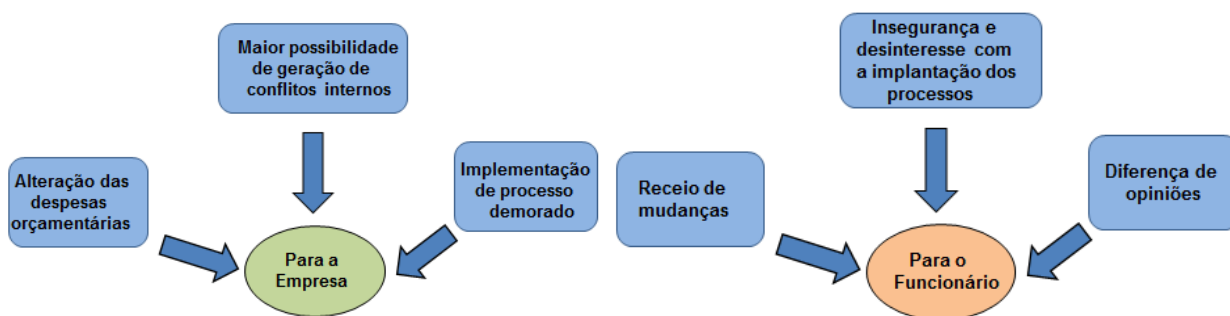 Maior possibilidade
de geração de
conflitos internos
Alteração das
despesas
orçamentárias
Implementação
de processo
demorado
Para a
Empresa
Insegurança e
desinteresse com
a implantação dos
processos
Receio de
mudanças
Diferença de
opiniões
Para o
Funcionário